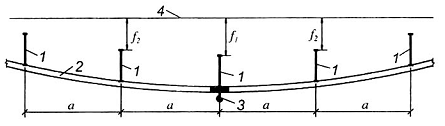 4
f₂ f₁ f₂
1 2 1 1 1 1
3
a a a a